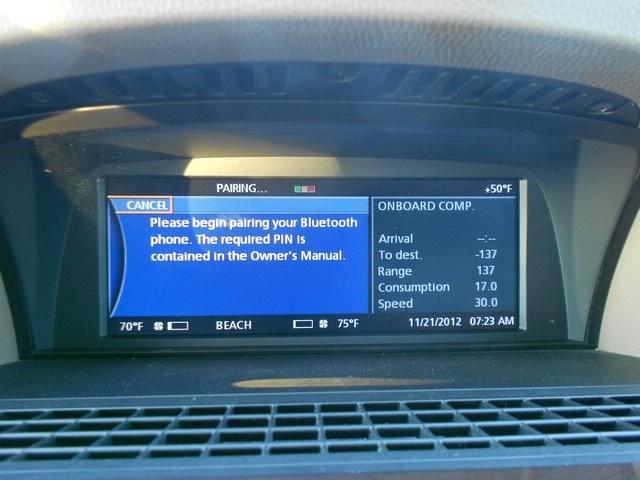 PAIRING... +50°F
CANCEL
Please begin pairing your Bluetooth
phone. The required PIN is
contained in the Owner's Manual.
ONBOARD COMP.
Arrival --:--
To dest. -137
Range 137
Consumption 17.0
Speed 30.0
70°F BEACH 75°F 11/21/2012 07:23 AM